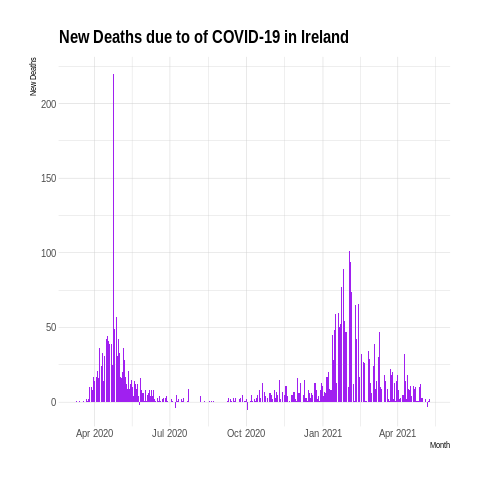 New Deaths due to of COVID-19 in Ireland
New Deaths
200
150
100
50
0
Apr 2020 Jul 2020 Oct 2020 Jan 2021 Apr 2021
Month